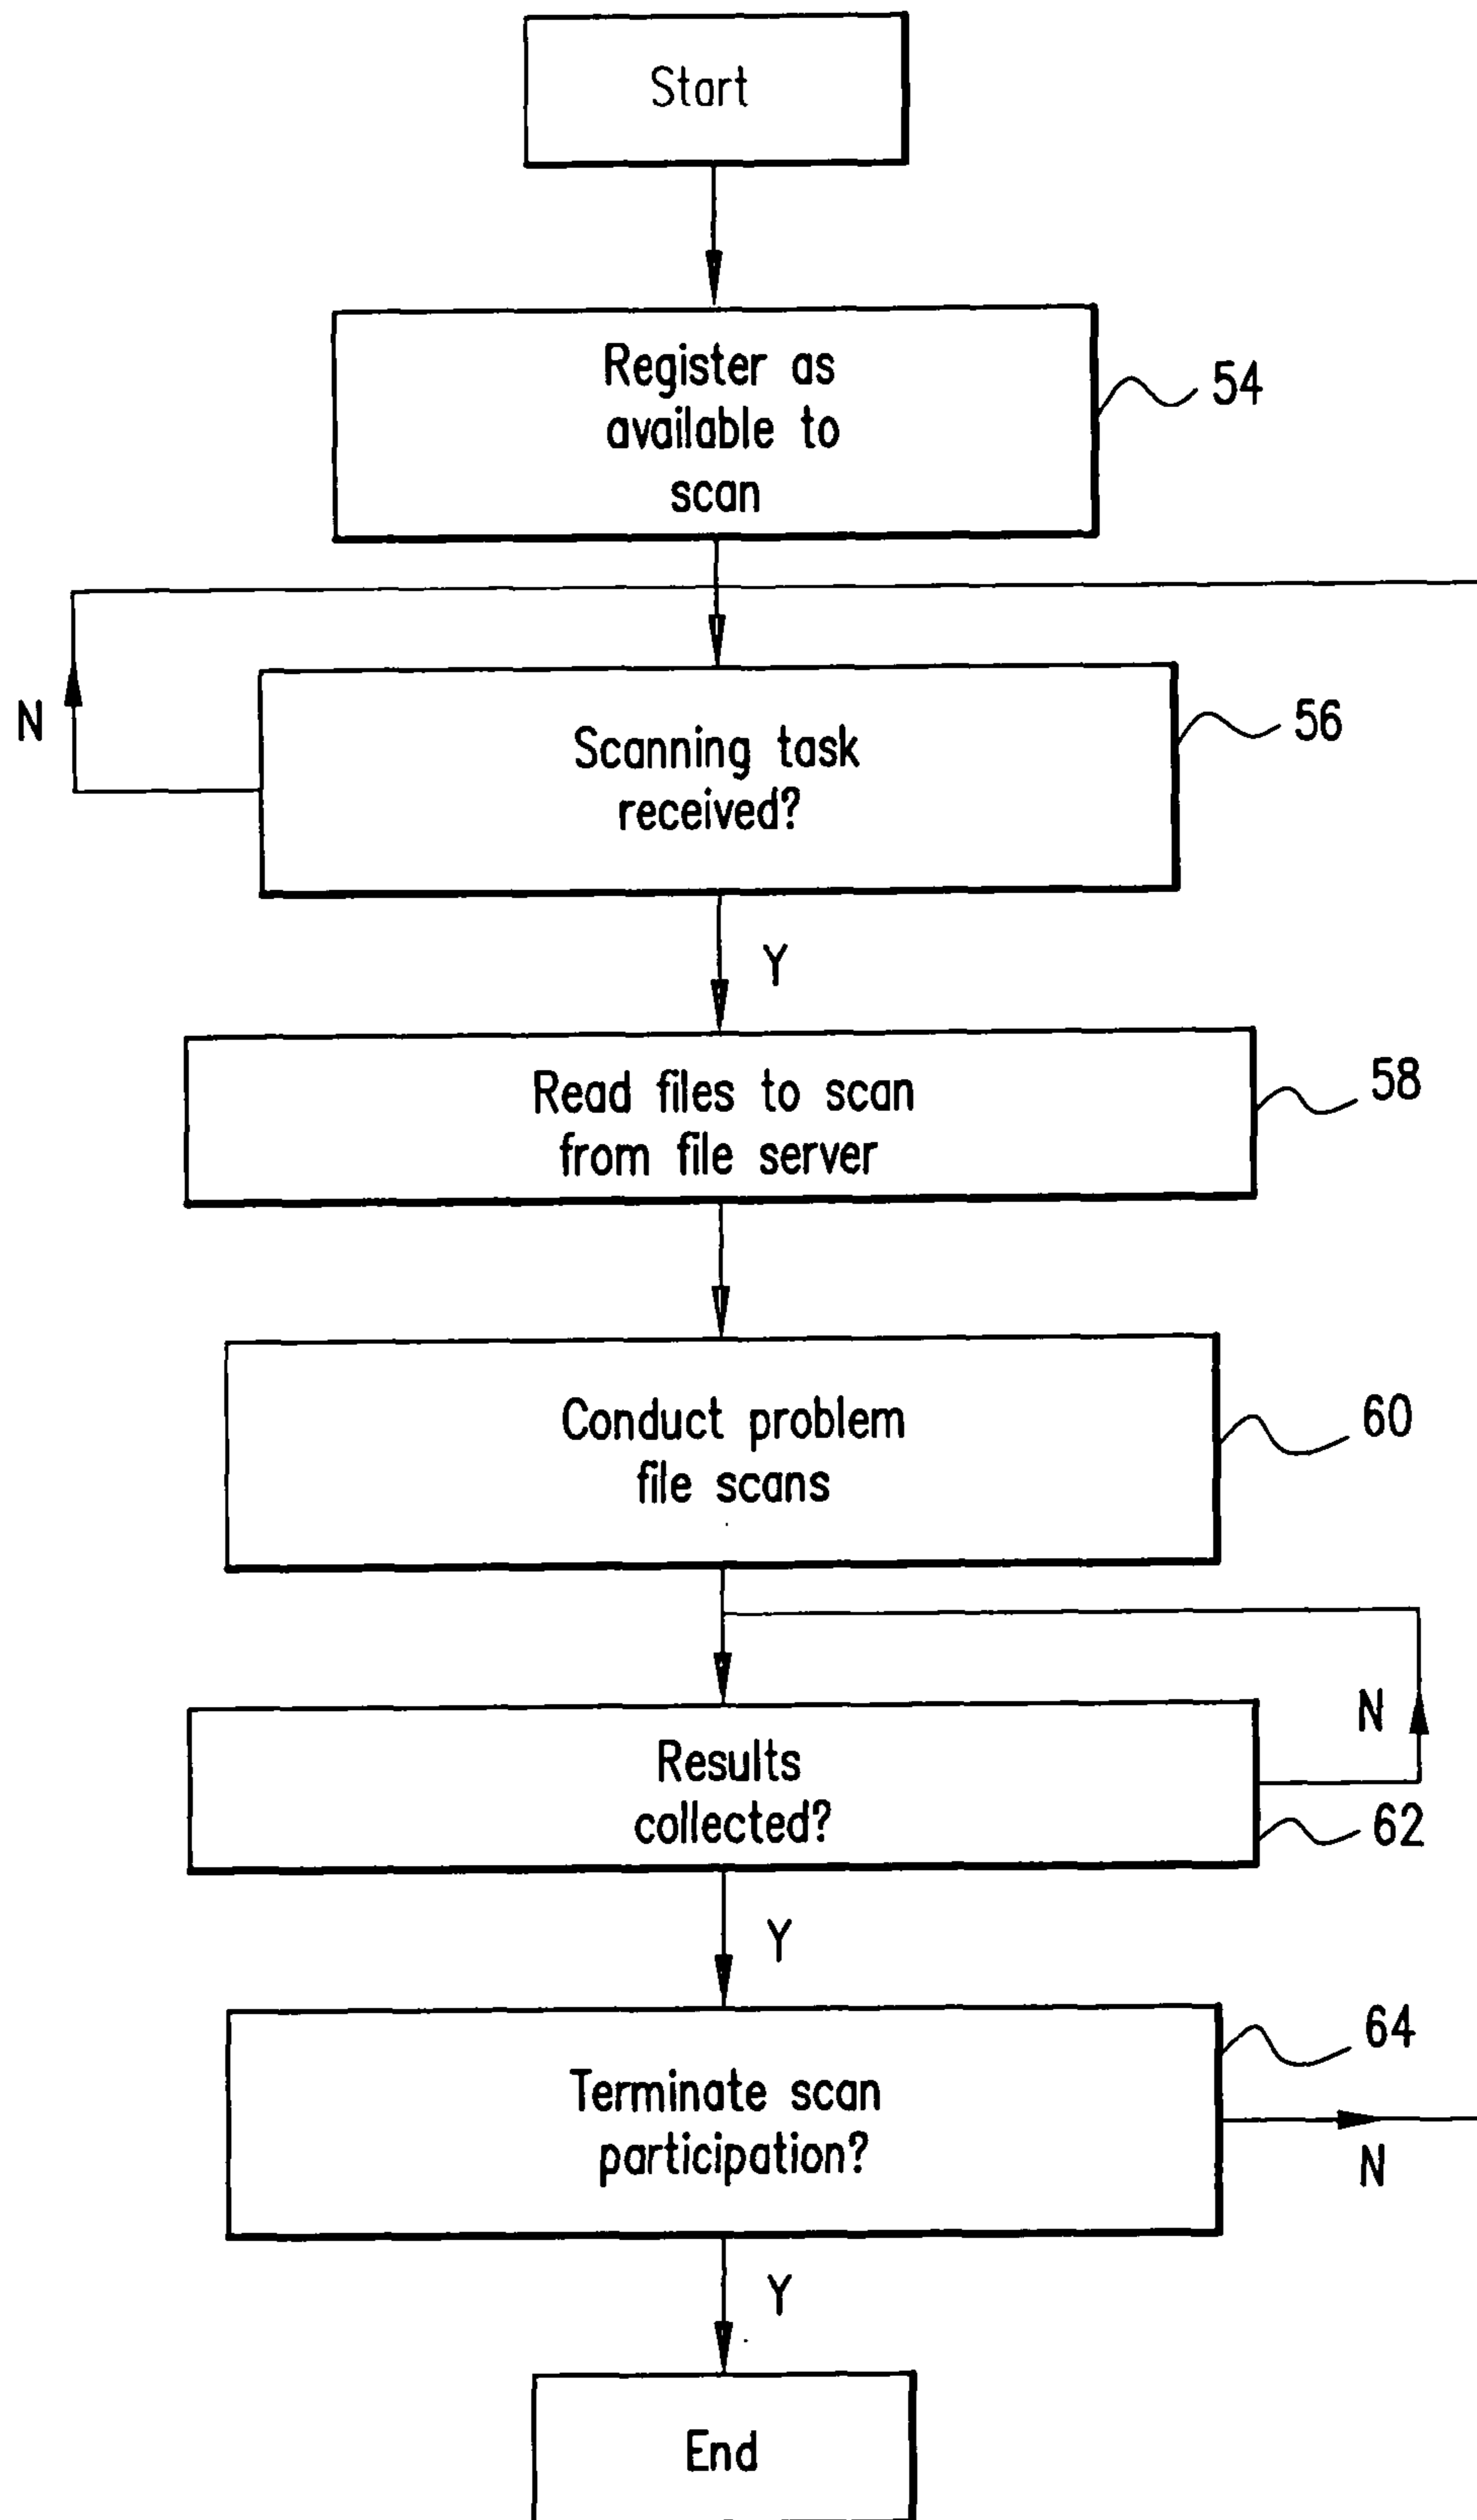 Start
Register as
available to
scan
54
N
Scanning task
received?
56
Y
Read files to scan
from file server
58
Conduct problem
file scans
60
N
Results
collected?
62
Y
64
Terminate scan
participation?
N
Y
End